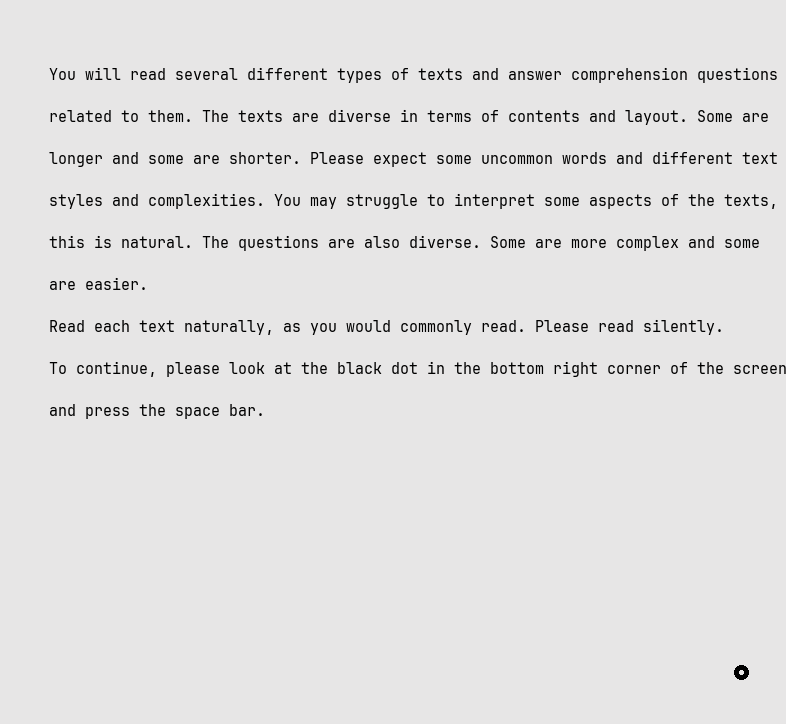 You will read several different types of texts and answer comprehension questions
related to them. The texts are diverse in terms of contents and layout. Some are
longer and some are shorter. Please expect some uncommon words and different text
styles and complexities. You may struggle to interpret some aspects of the texts,
this is natural. The questions are also diverse. Some are more complex and some
are easier.
Read each text naturally, as you would commonly read. Please read silently.
To continue, please look at the black dot in the bottom right corner of the screen
and press the space bar.